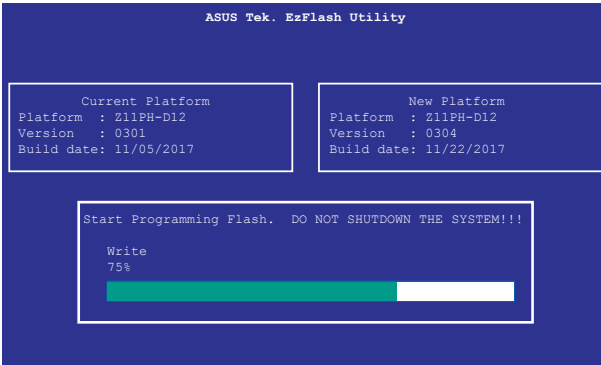 ASUS Tek. EzFlash Utility
Current Platform
Platform : Z11PH-D12
Version : 0301
Build date: 11/05/2017
New Platform
Platform : Z11PH-D12
Version : 0304
Build date: 11/22/2017
Start Programming Flash. DO NOT SHUTDOWN THE SYSTEM!!!
Write
75%